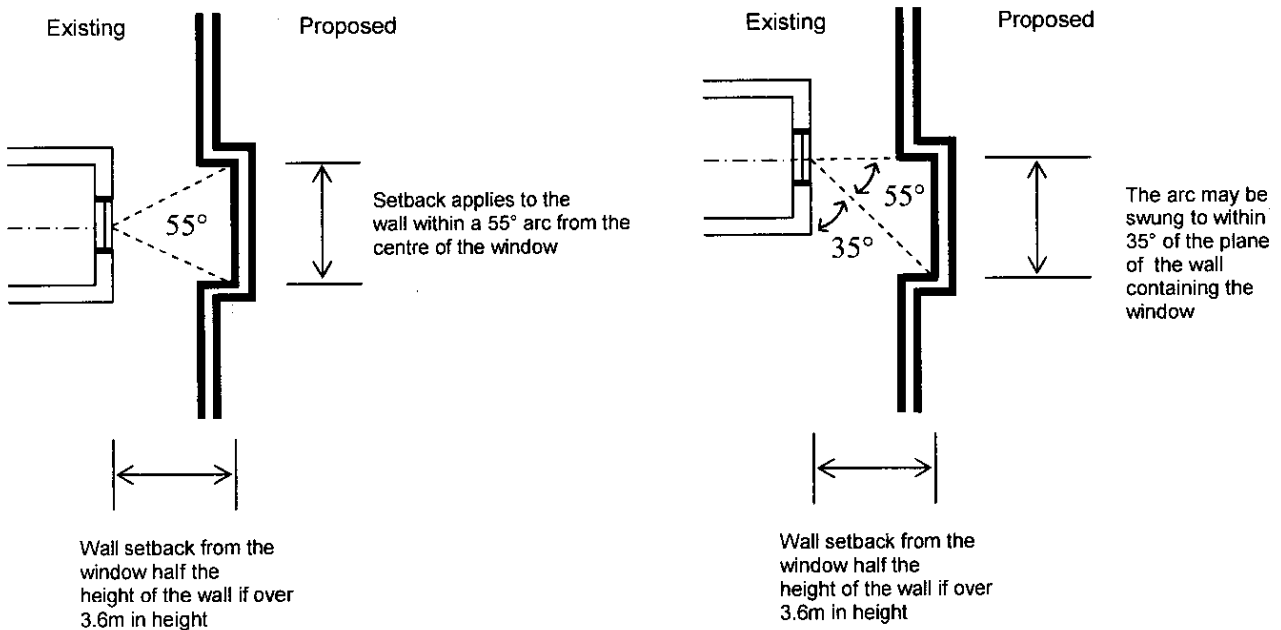 Existing
Proposed
55°
Setback applies to the
wall within a 55° arc from the
centre of the window
Wall setback from the
window half the
height of the wall if over
3.6m in height
Existing
Proposed
55°
35°
The arc may be
swung to within
35° of the plane
of the wall
containing the
window
Wall setback from the
window half the
height of the wall if over
3.6m in height